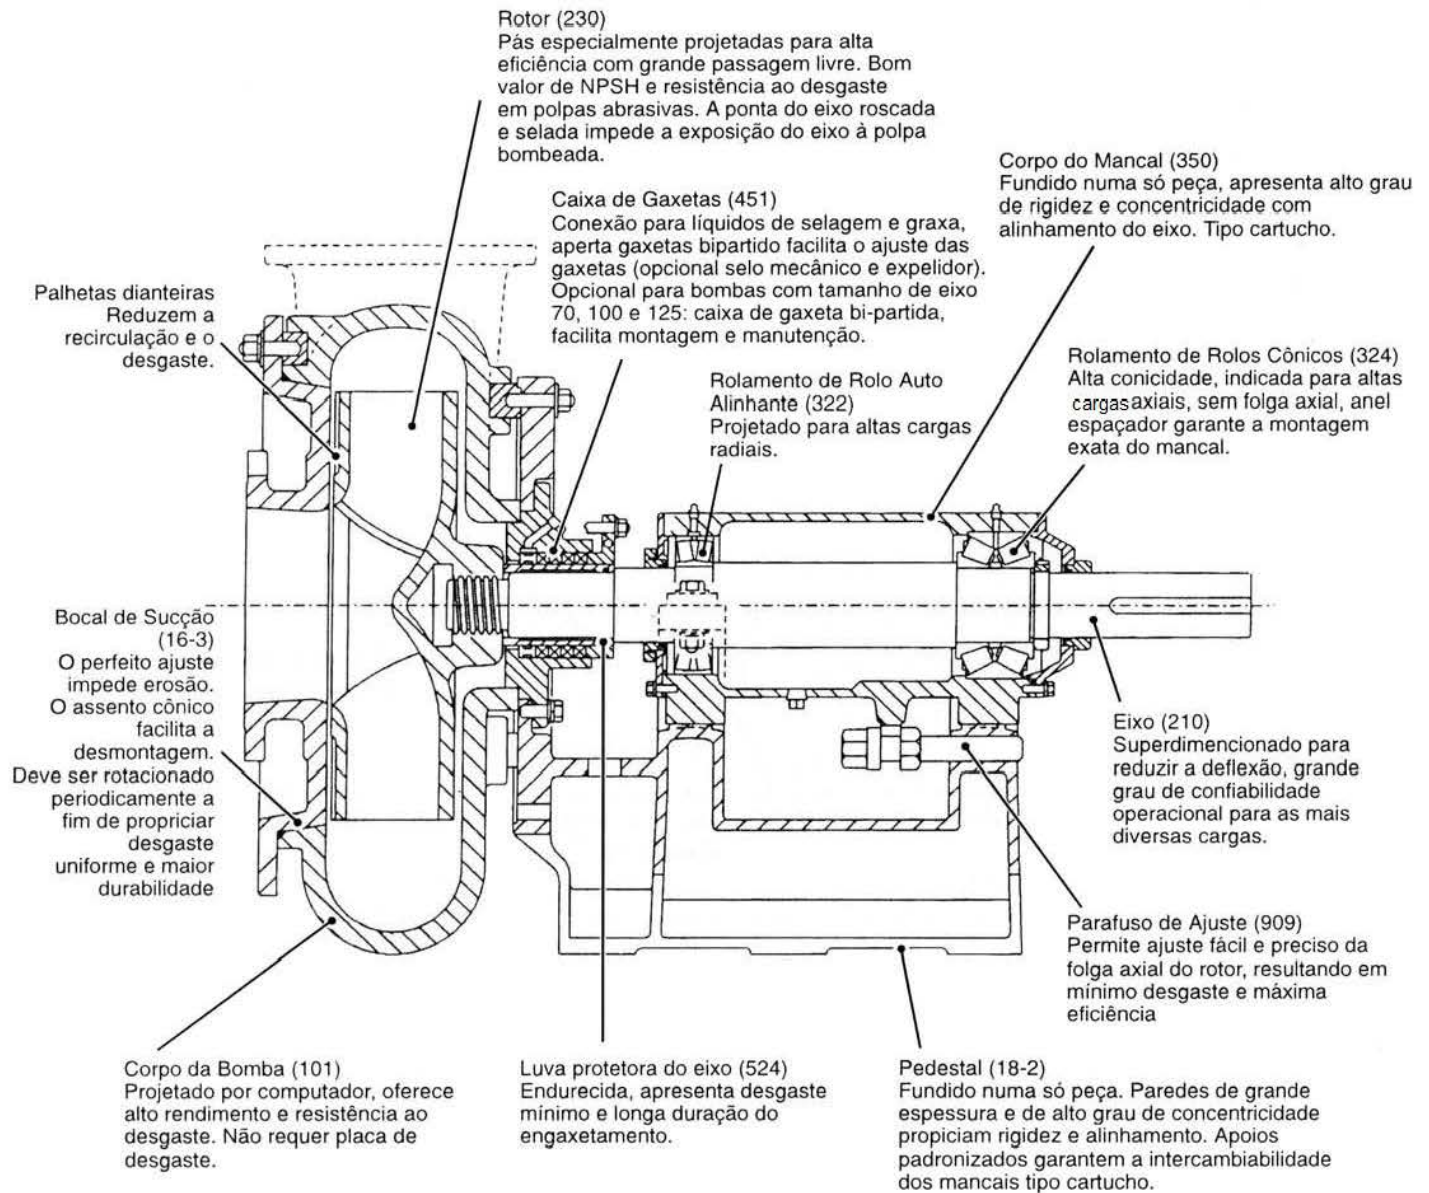 Rotor (230)
Pás especialmente projetadas para alta
eficiência com grande passagem livre. Bom
valor de NPSH e resistência ao desgaste
em polpas abrasivas. A ponta do eixo roscada
e selada impede a exposição do eixo à polpa
bombeada.
Corpo do Mancal (350)
Fundido numa só peça, apresenta alto grau
de rigidez e concentricidade com
alinhamento do eixo. Tipo cartucho.
Caixa de Gaxetas (451)
Conexão para líquidos de selagem e graxa,
aperta gaxetas bipartido facilita o ajuste das
gaxetas (opcional selo mecânico e expelidor).
Opcional para bombas com tamanho de eixo
70, 100 e 125: caixa de gaxeta bi-partida,
facilita montagem e manutenção.
Palhetas dianteiras
Reduzem a
recirculação e o
desgaste.
Rolamento de Rolo Auto
Alinhante (322)
Projetado para altas cargas
radiais.
Rolamento de Rolos Cônicos (324)
Alta conicidade, indicada para altas
cargas axiais, sem folga axial, anel
espaçador garante a montagem
exata do mancal.
Bocal de Sucção
(16-3)
O perfeito ajuste
impede erosão.
O assento cônico
facilita a
desmontagem.
Deve ser rotacionado
periodicamente a
fim de propriciar
desgaste
uniforme e maior
durabilidade
Eixo (210)
Superdimencionado para
reduzir a deflexão, grande
grau de confiabilidade
operacional para as mais
diversas cargas.
Parafuso de Ajuste (909)
Permite ajuste fácil e preciso da
folga axial do rotor, resultando em
mínimo desgaste e máxima
eficiência
Corpo da Bomba (101)
Projetado por computador, oferece
alto rendimento e resistência ao
desgaste. Não requer placa de
desgaste.
Luva protetora do eixo (524)
Endurecida, apresenta desgaste
mínimo e longa duração do
engaxetamento.
Pedestal (18-2)
Fundido numa só peça. Paredes de grande
espessura e de alto grau de concentricidade
propiciam rigidez e alinhamento. Apoios
padronizados garantem a intercambiabilidade
dos mancais tipo cartucho.